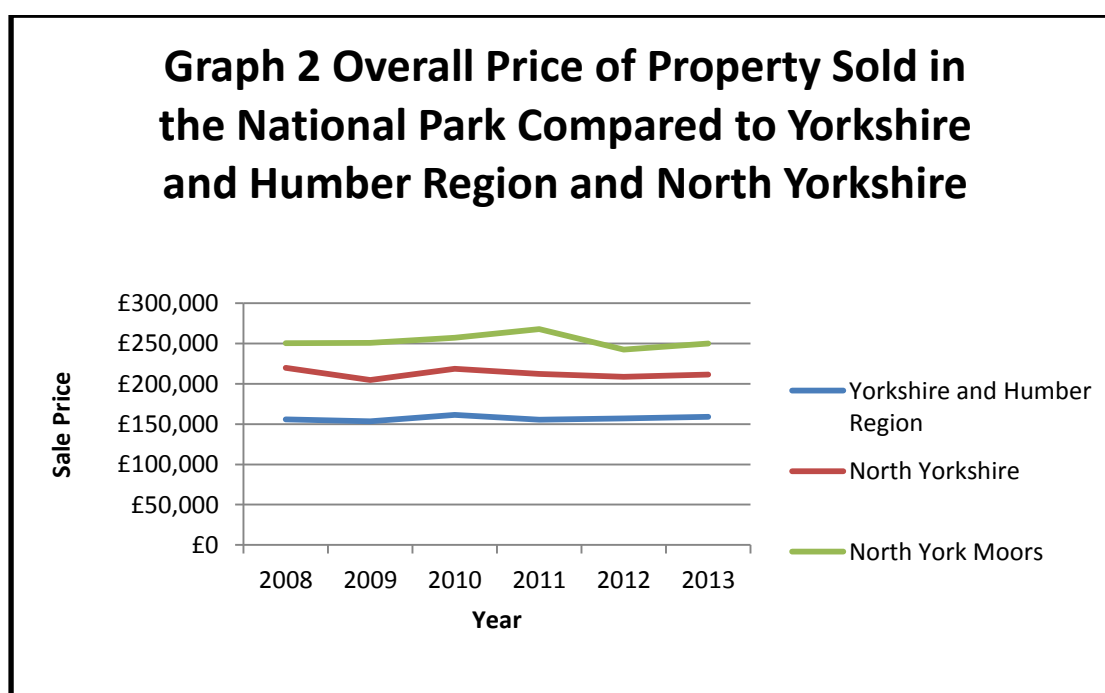 Graph 2 Overall Price of Property Sold in
the National Park Compared to Yorkshire
and Humber Region and North Yorkshire
£300,000
£250,000
£200,000
£150,000
£100,000
£50,000
£0
Sale Price
2008 2009 2010 2011 2012 2013
Year
Yorkshire and Humber
Region
North Yorkshire
North York Moors